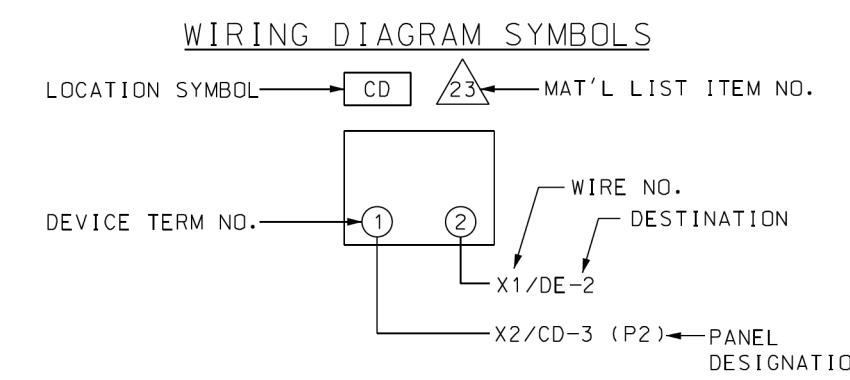 WIRING DIAGRAM SYMBOLS
LOCATION SYMBOL
CD
23
MAT'L LIST ITEM NO.
WIRE NO.
DEVICE TERM NO.
1
2
DESTINATION
X1/DE-2
X2/CD-3 (P2)
PANEL
DESIGNATIO